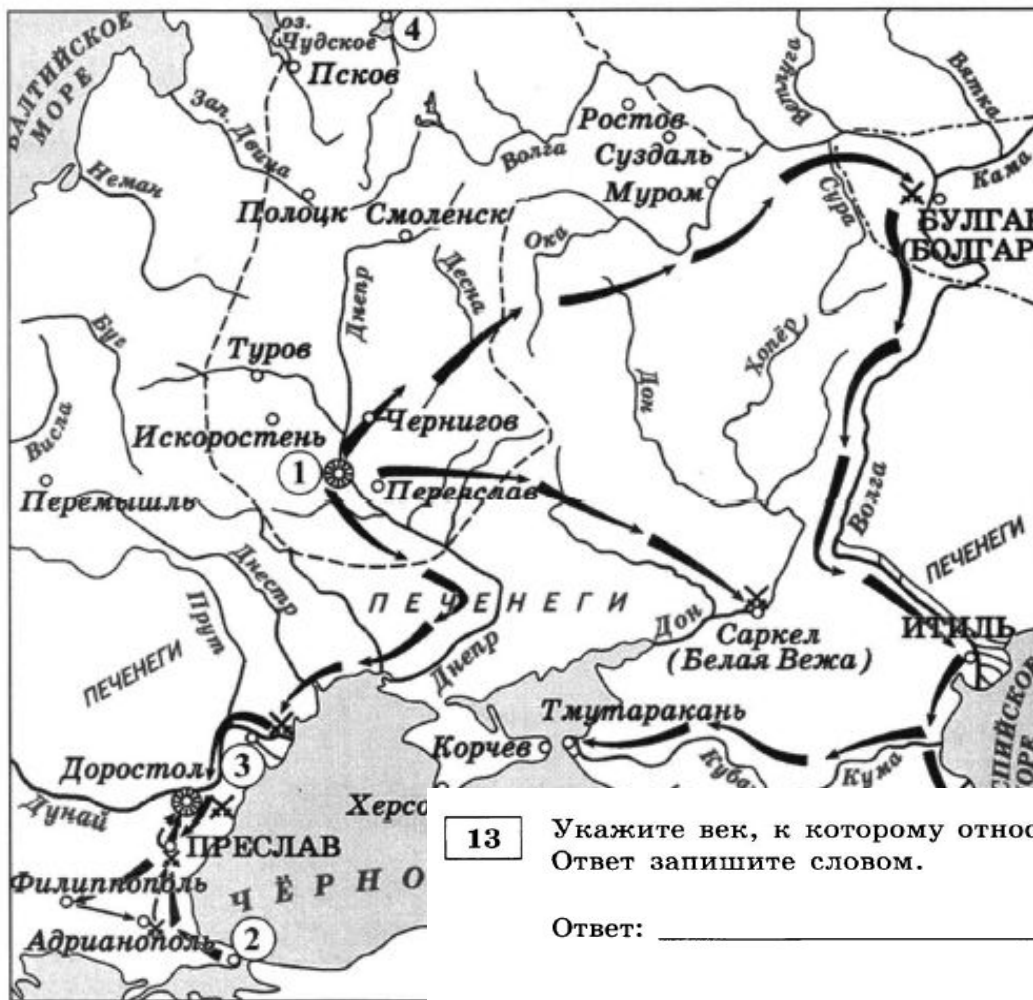 БАЛТИЙСКОЕ
МОРЕ
оз.
Чудское
4
Псков
Зап. Двина
Неман
Полоцк
Смоленск
Волга
Ростов
Суздаль
Муром
Ветлуга
Вятка
Кама
Сура
БУЛГАР
(БОЛГАР
Ока
Десна
Днепр
Буг
Туров
Висла
Искоростень
Чернигов
1
Переяслав
Перемышль
Дон
Хопёр
Волга
ПЕЧЕНЕГИ
Днестр
Прут
ПЕЧЕНЕГИ
ПЕЧЕНЕГИ
Днепр
Дон
Саркел
(Белая Вежа)
ИТИЛЬ
Тмутаракань
Корчев
Кубан
Кума
СПИЙСКОЕ
МОРЕ
3
Доростол
Дунай
Херсо
ПРЕСЛАВ
Филиппополь
ЧЁРНО
Адрианополь
2
13
Укажите век, к которому относ
Ответ запишите словом.
Ответ: